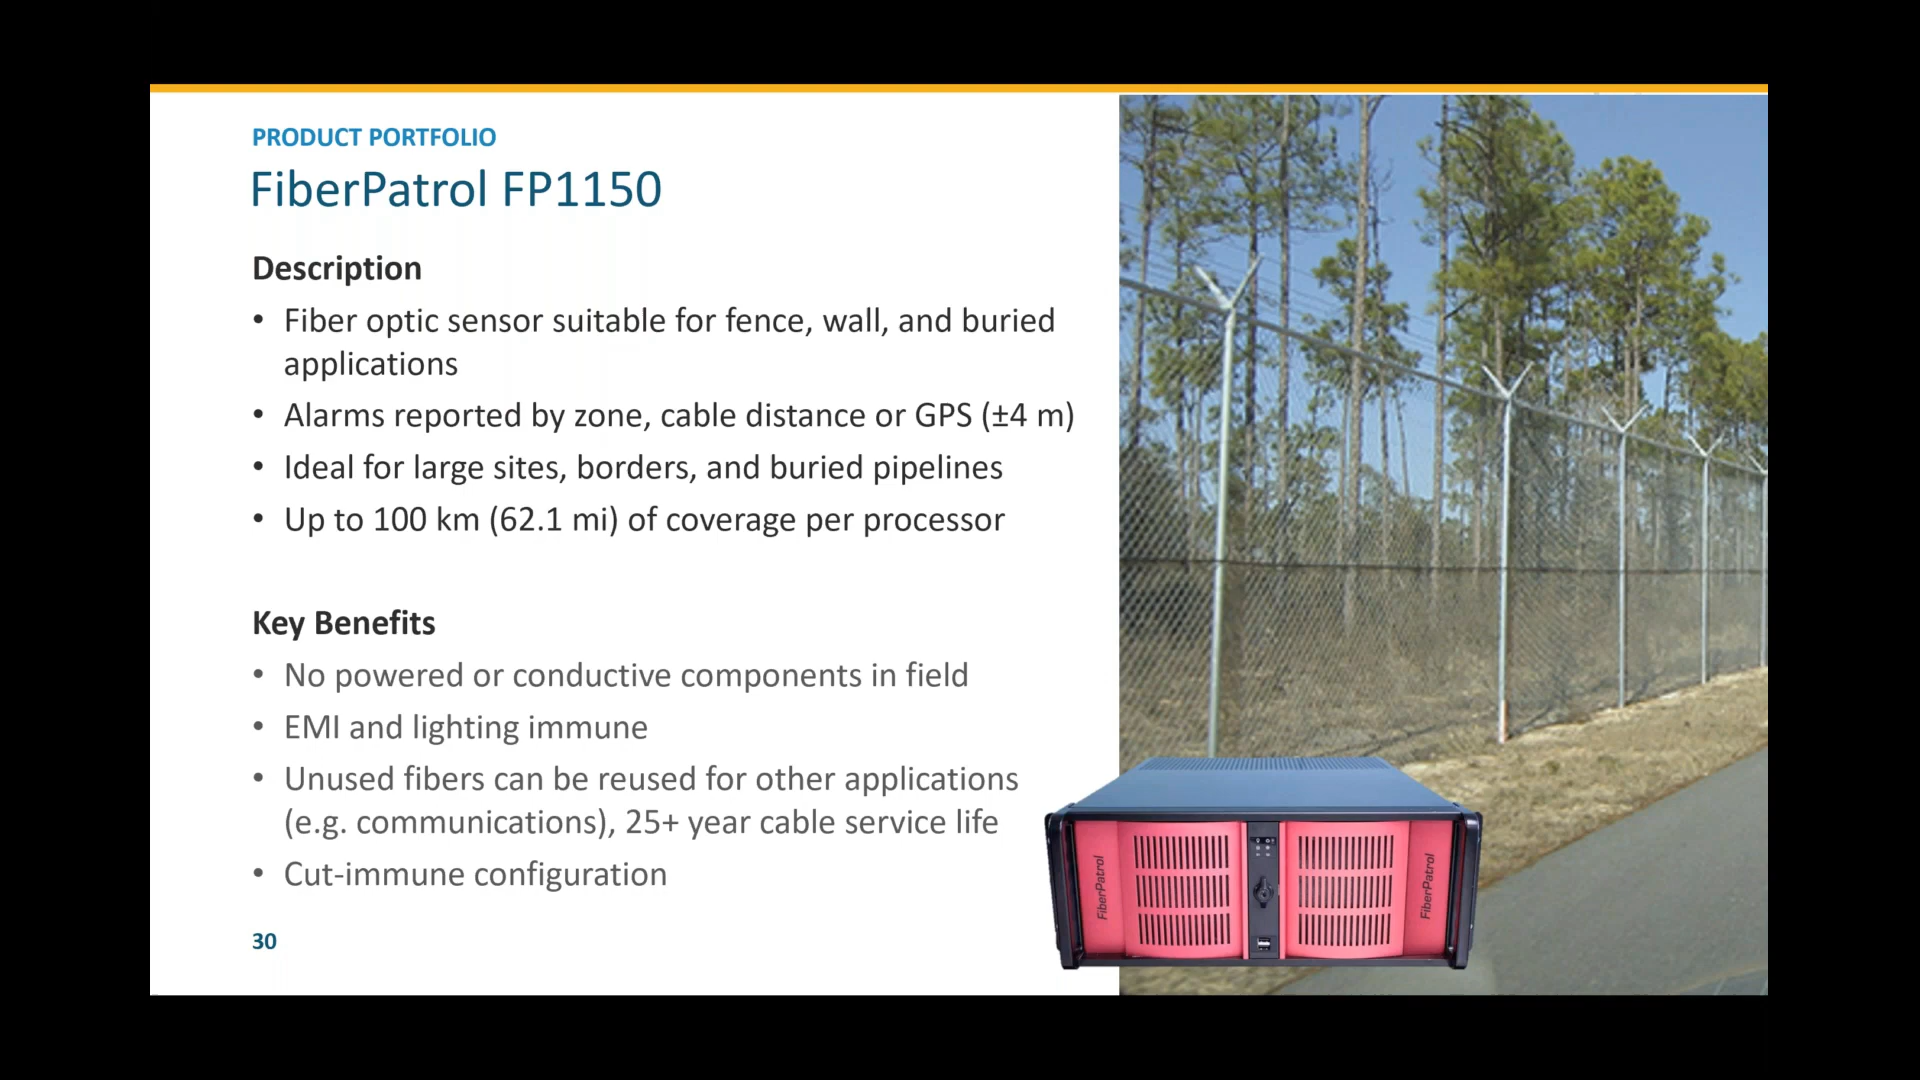 PRODUCT PORTFOLIO
FiberPatrol FP1150
Description
• Fiber optic sensor suitable for fence, wall, and buried
applications
• Alarms reported by zone, cable distance or GPS (±4 m)
• Ideal for large sites, borders, and buried pipelines
• Up to 100 km (62.1 mi) of coverage per processor
Key Benefits
• No powered or conductive components in field
• EMI and lighting immune
• Unused fibers can be reused for other applications
(e.g. communications), 25+ year cable service life
• Cut-immune configuration
30
FiberPatrol
FiberPatrol